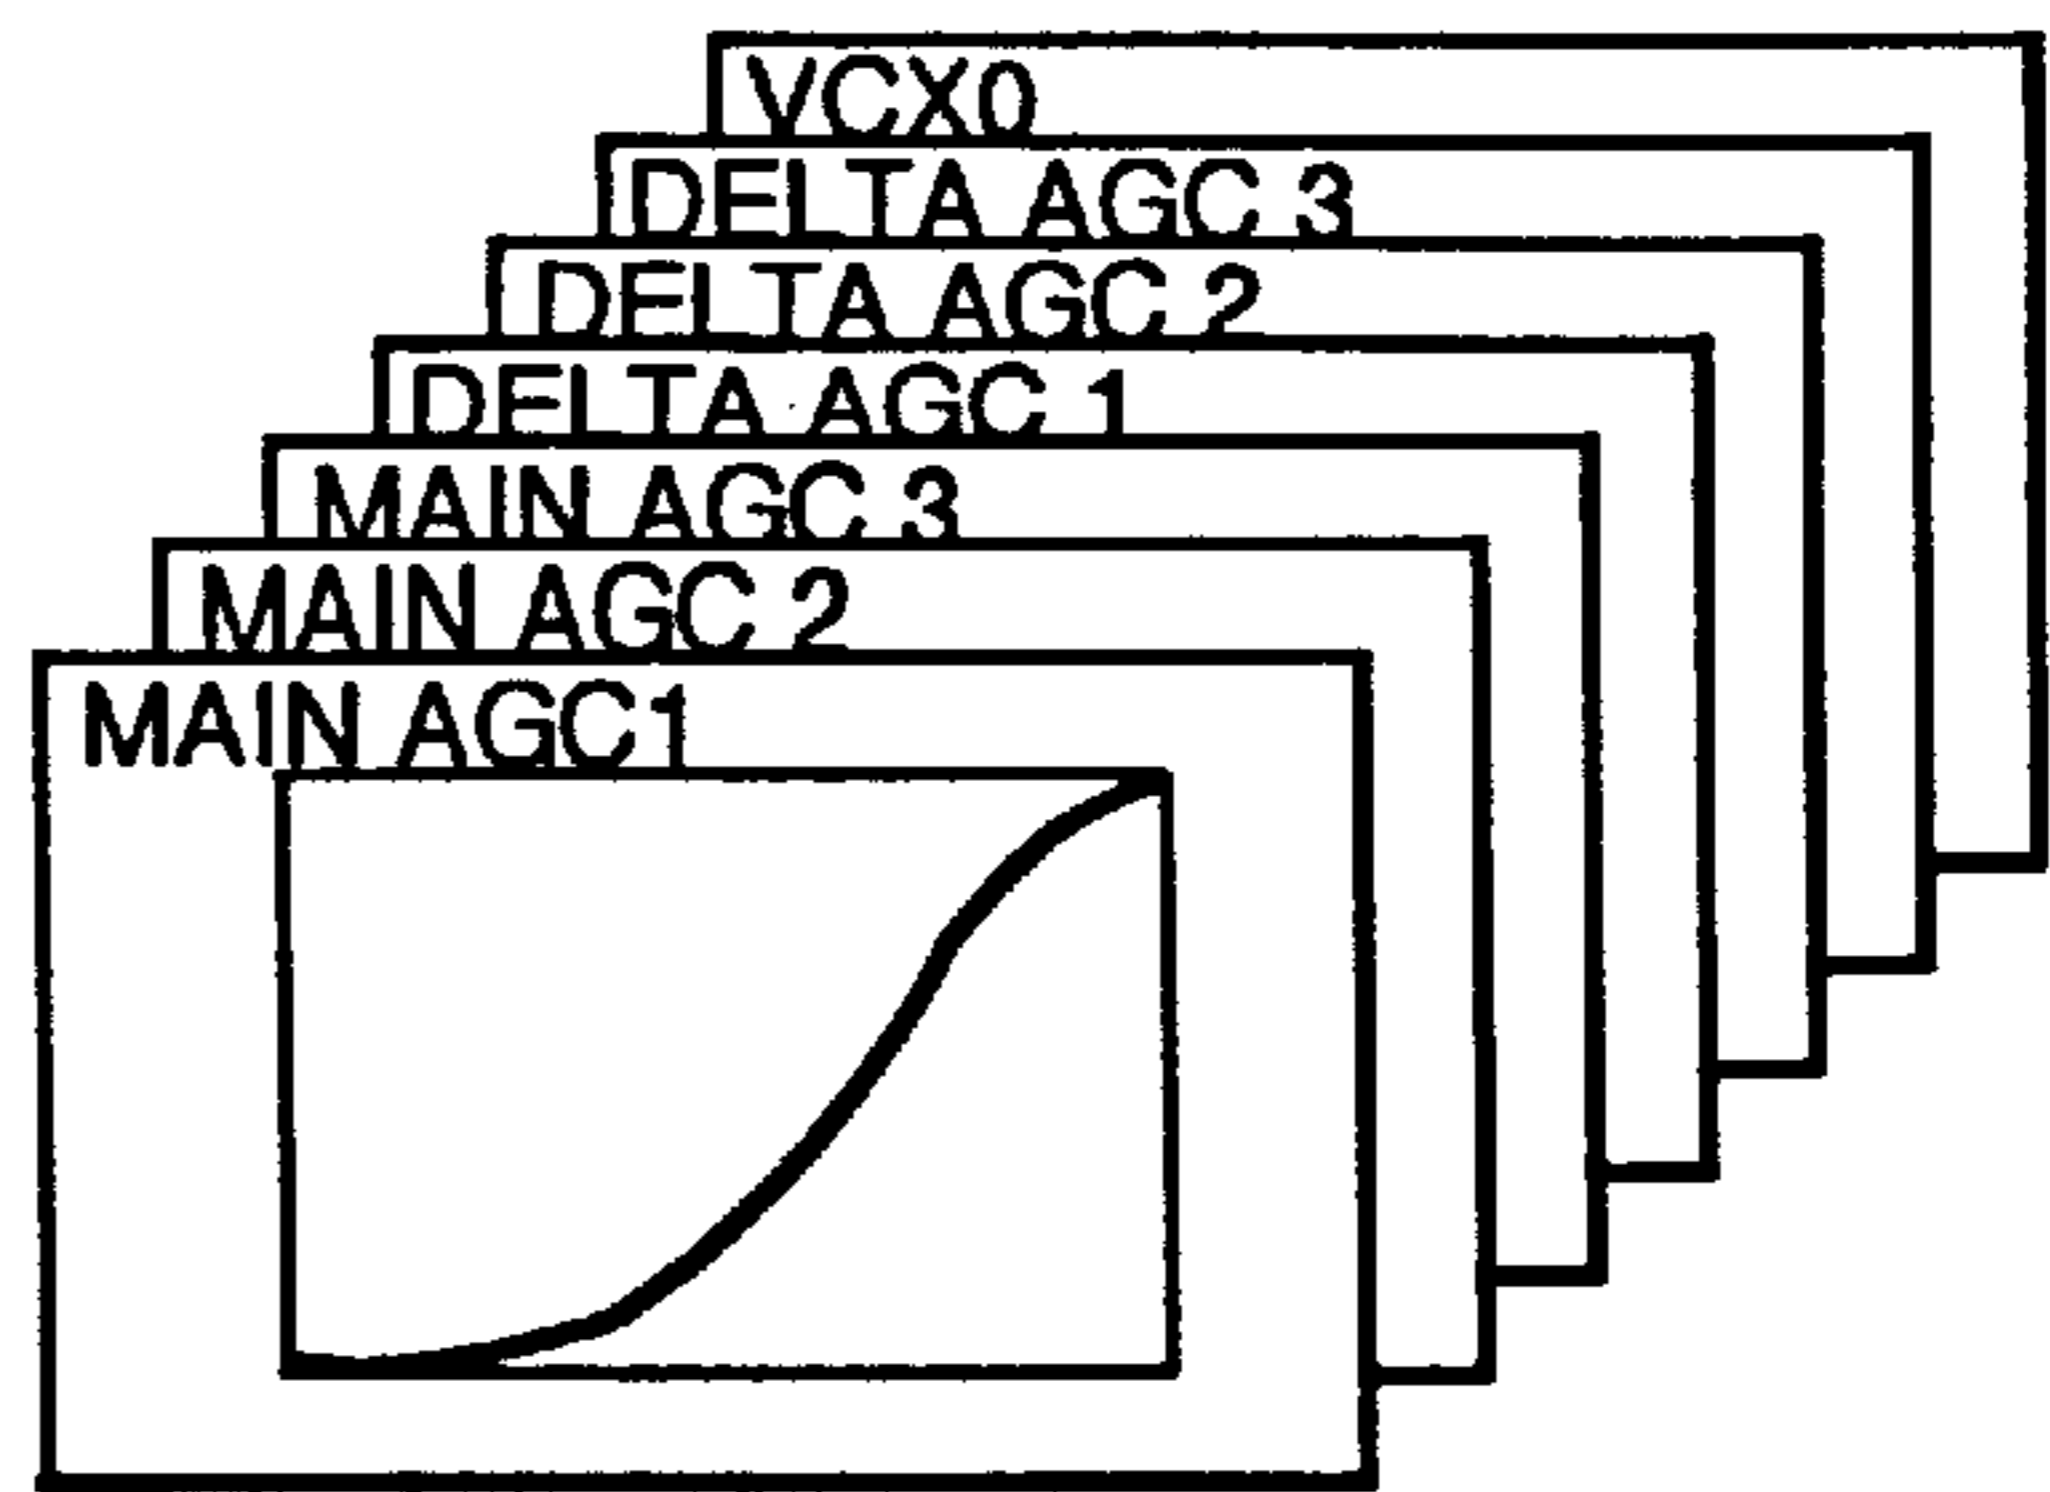 VCX0
DELTA AGC 3
DELTA AGC 2
DELTA AGC 1
MAIN AGC 3
MAIN AGC 2
MAIN AGC1